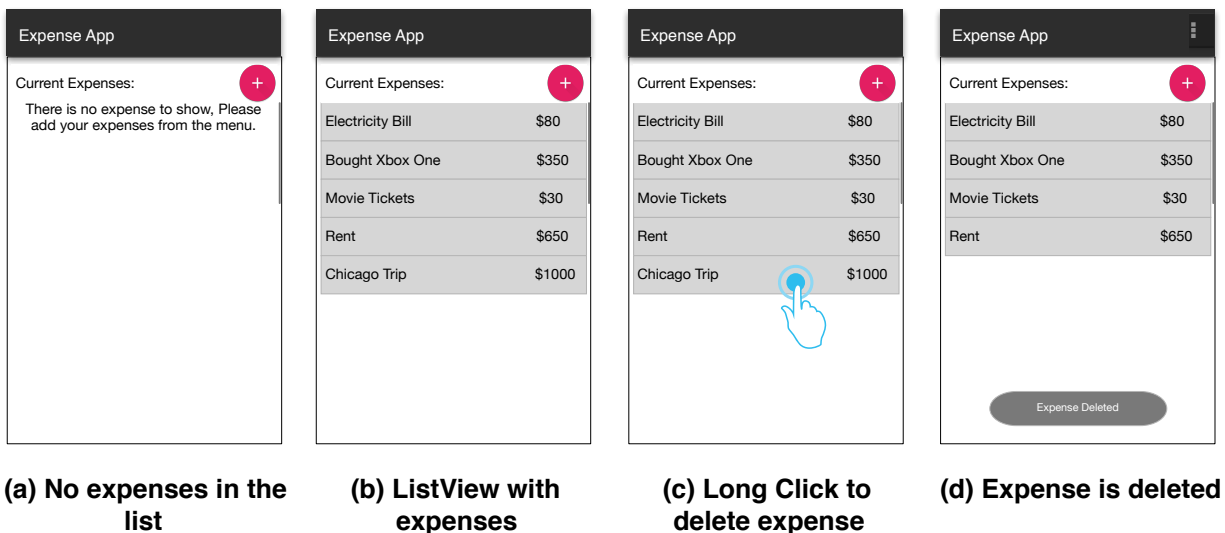 Expense App
Current Expenses:
+
There is no expense to show, Please
add your expenses from the menu.
(a) No expenses in the
list
Expense App
Current Expenses:
+
Electricity Bill $80
Bought Xbox One $350
Movie Tickets $30
Rent $650
Chicago Trip $1000
(b) ListView with
expenses
Expense App
Current Expenses:
+
Electricity Bill $80
Bought Xbox One $350
Movie Tickets $30
Rent $650
Chicago Trip $1000
(c) Long Click to
delete expense
Expense App
Current Expenses:
+
Electricity Bill $80
Bought Xbox One $350
Movie Tickets $30
Rent $650
Expense Deleted
(d) Expense is deleted